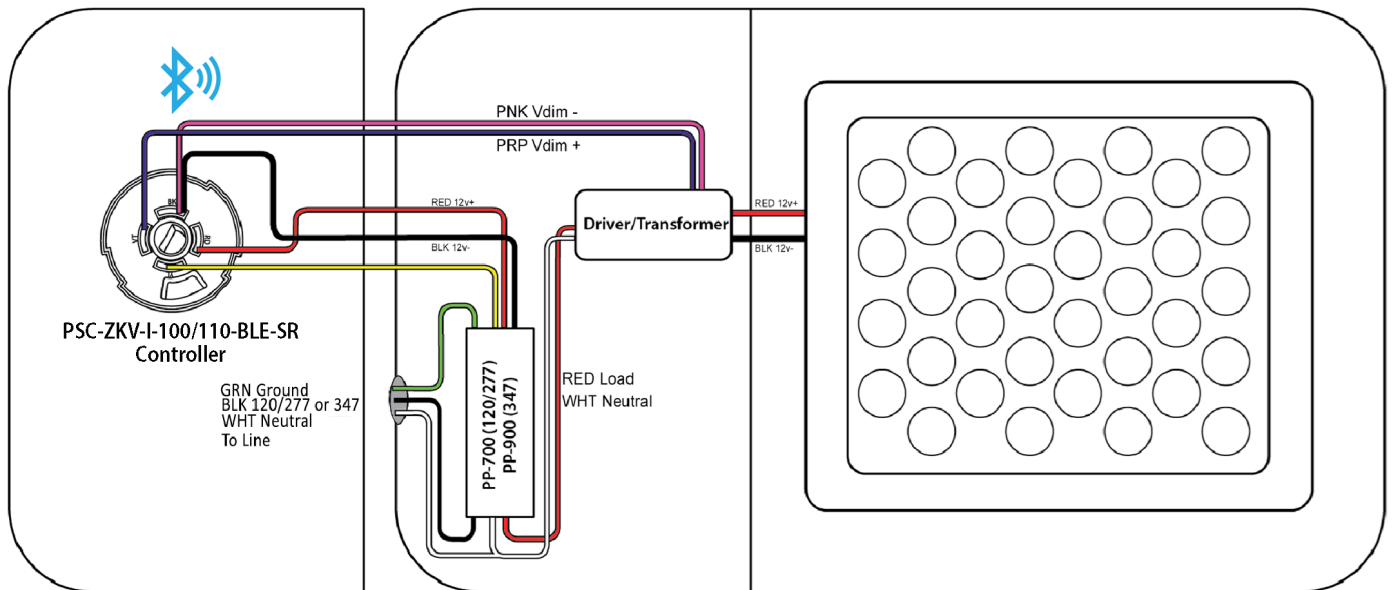 PNK Vdim -
PRP Vdim +
BK
RED 12v+
BLK 12v-
RD
Driver/Transformer
RED 12v+
BLK 12v-
PSC-ZKV-I-100/110-BLE-SR
Controller
GRN Ground
BLK 120/277 or 347
WHT Neutral
To Line
PP-700 (120/277)
PP-900 (347)
RED Load
WHT Neutral